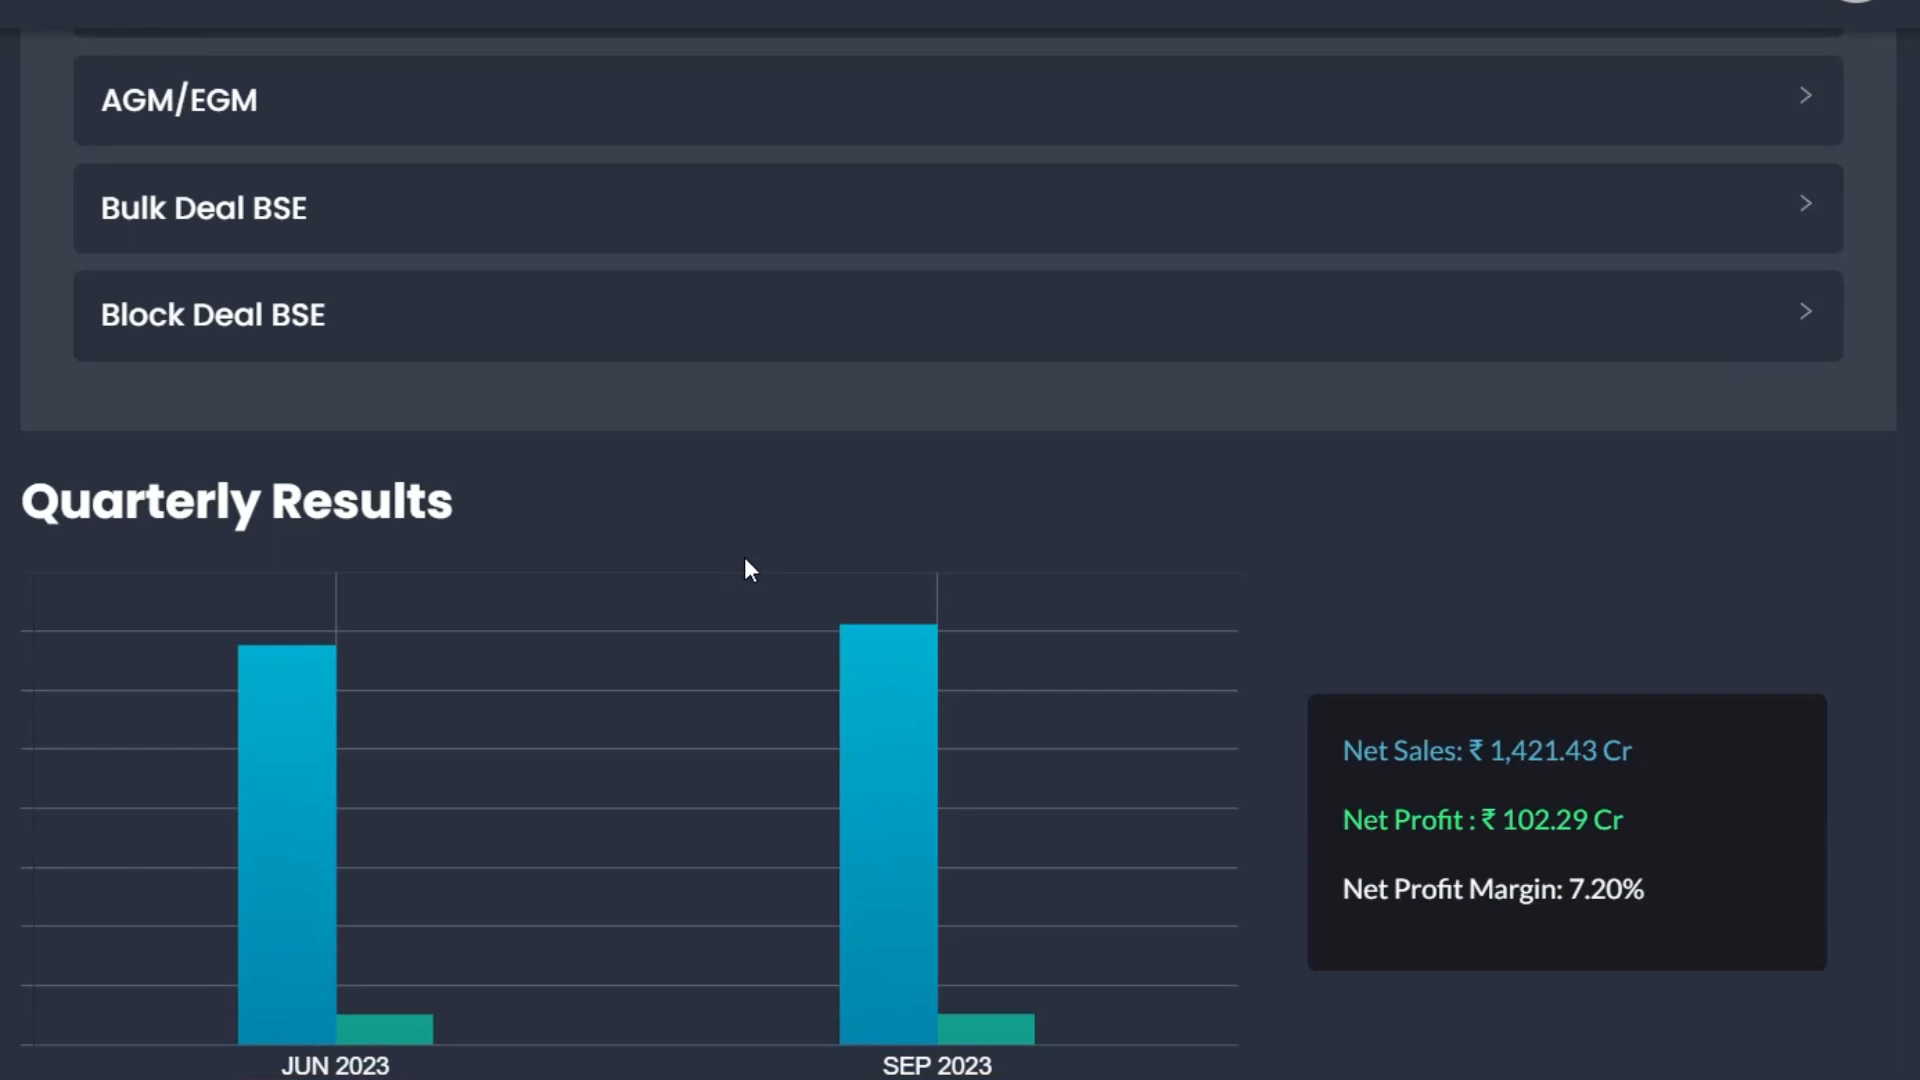 AGM/EGM
Bulk Deal BSE
Block Deal BSE
Quarterly Results
Net Sales: ₹ 1,421.43 Cr
Net Profit : ₹ 102.29 Cr
Net Profit Margin: 7.20%
JUN 2023
SEP 2023